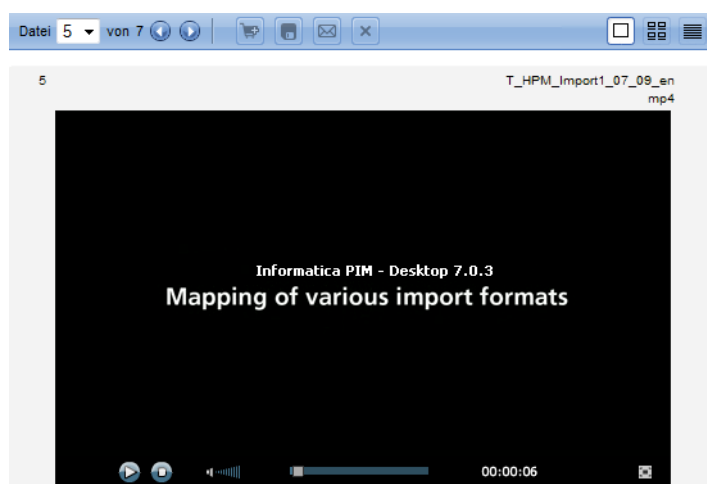 Datei 5 von 7
5 T_HPM_Import1_07_09_en
mp4
Informatica PIM - Desktop 7.0.3
Mapping of various import formats
00:00:06